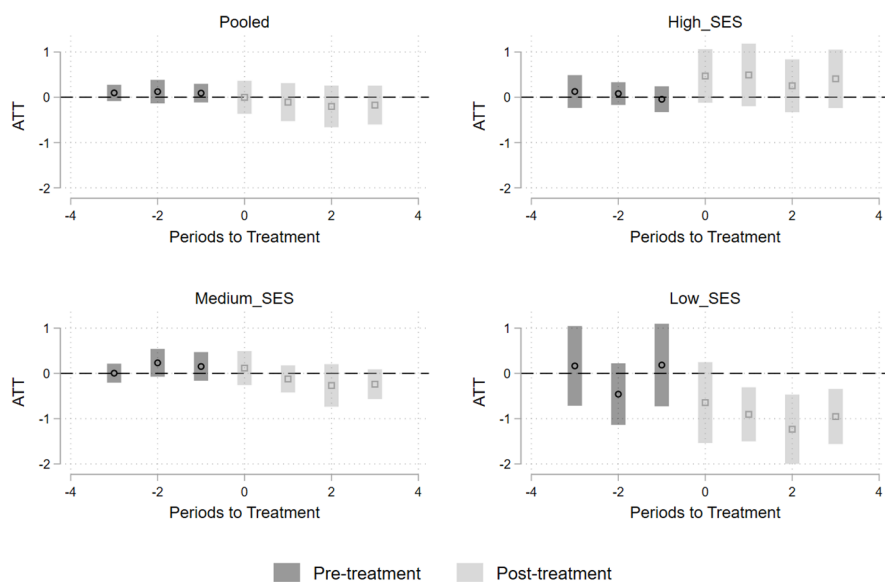 Pooled
1
0
-1
-2
ATT
-4 -2 0 2 4
Periods to Treatment
High_SES
1
0
-1
-2
ATT
-4 -2 0 2 4
Periods to Treatment
Medium_SES
1
0
-1
-2
ATT
-4 -2 0 2 4
Periods to Treatment
Low_SES
1
0
-1
-2
ATT
-4 -2 0 2 4
Periods to Treatment
Pre-treatment Post-treatment